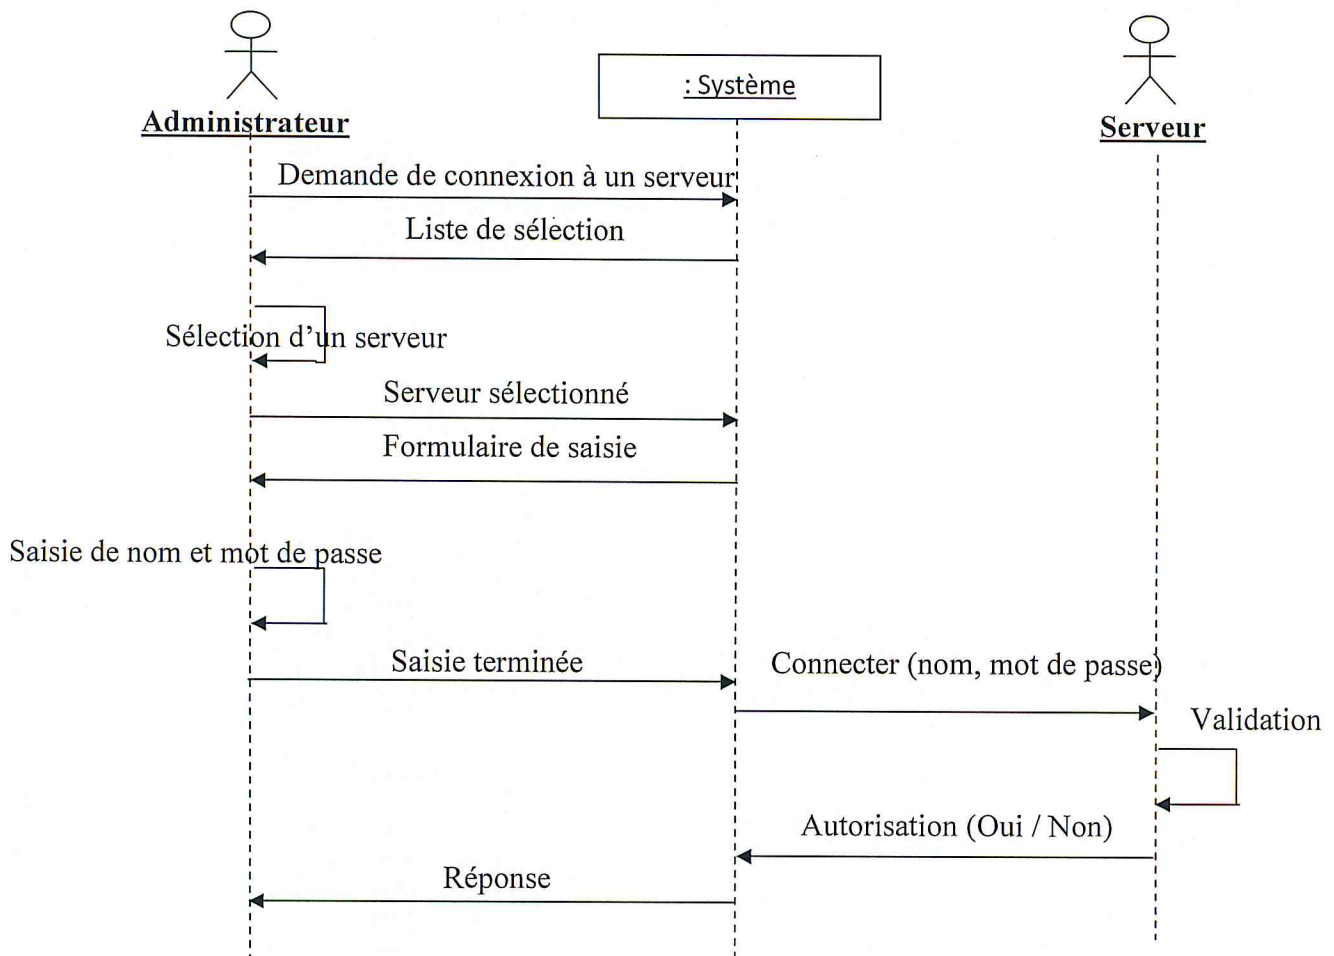 : Système
Administrateur
Serveur
Demande de connexion à un serveur
Liste de sélection
Sélection d’un serveur
Serveur sélectionné
Formulaire de saisie
Saisie de nom et mot de passe
Saisie terminée
Connecter (nom, mot de passe)
Validation
Autorisation (Oui / Non)
Réponse